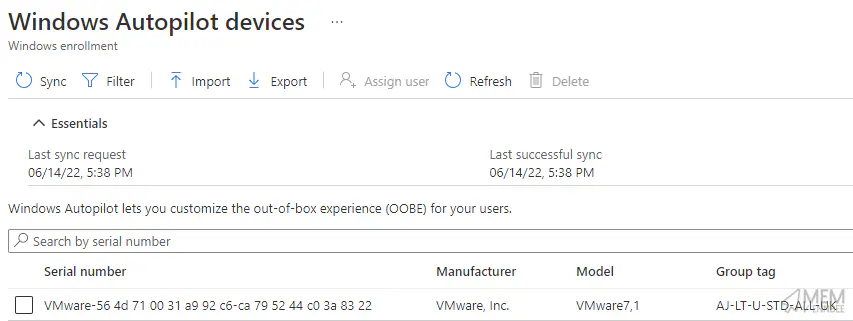 Windows Autopilot devices ...
Windows enrollment
Sync Filter Import Export Assign user Refresh Delete
Essentials
Last sync request Last successful sync
06/14/22, 5:38 PM 06/14/22, 5:38 PM
Windows Autopilot lets you customize the out-of-box experience (OOBE) for your users.
Search by serial number
Serial number Manufacturer Model Group tag
VMware-56 4d 71 00 31 a9 92 c6-ca 79 52 44 c0 3a 83 22 VMware, Inc. VMware7,1 AJ-LT-U-STD-ALL-UK
MEM